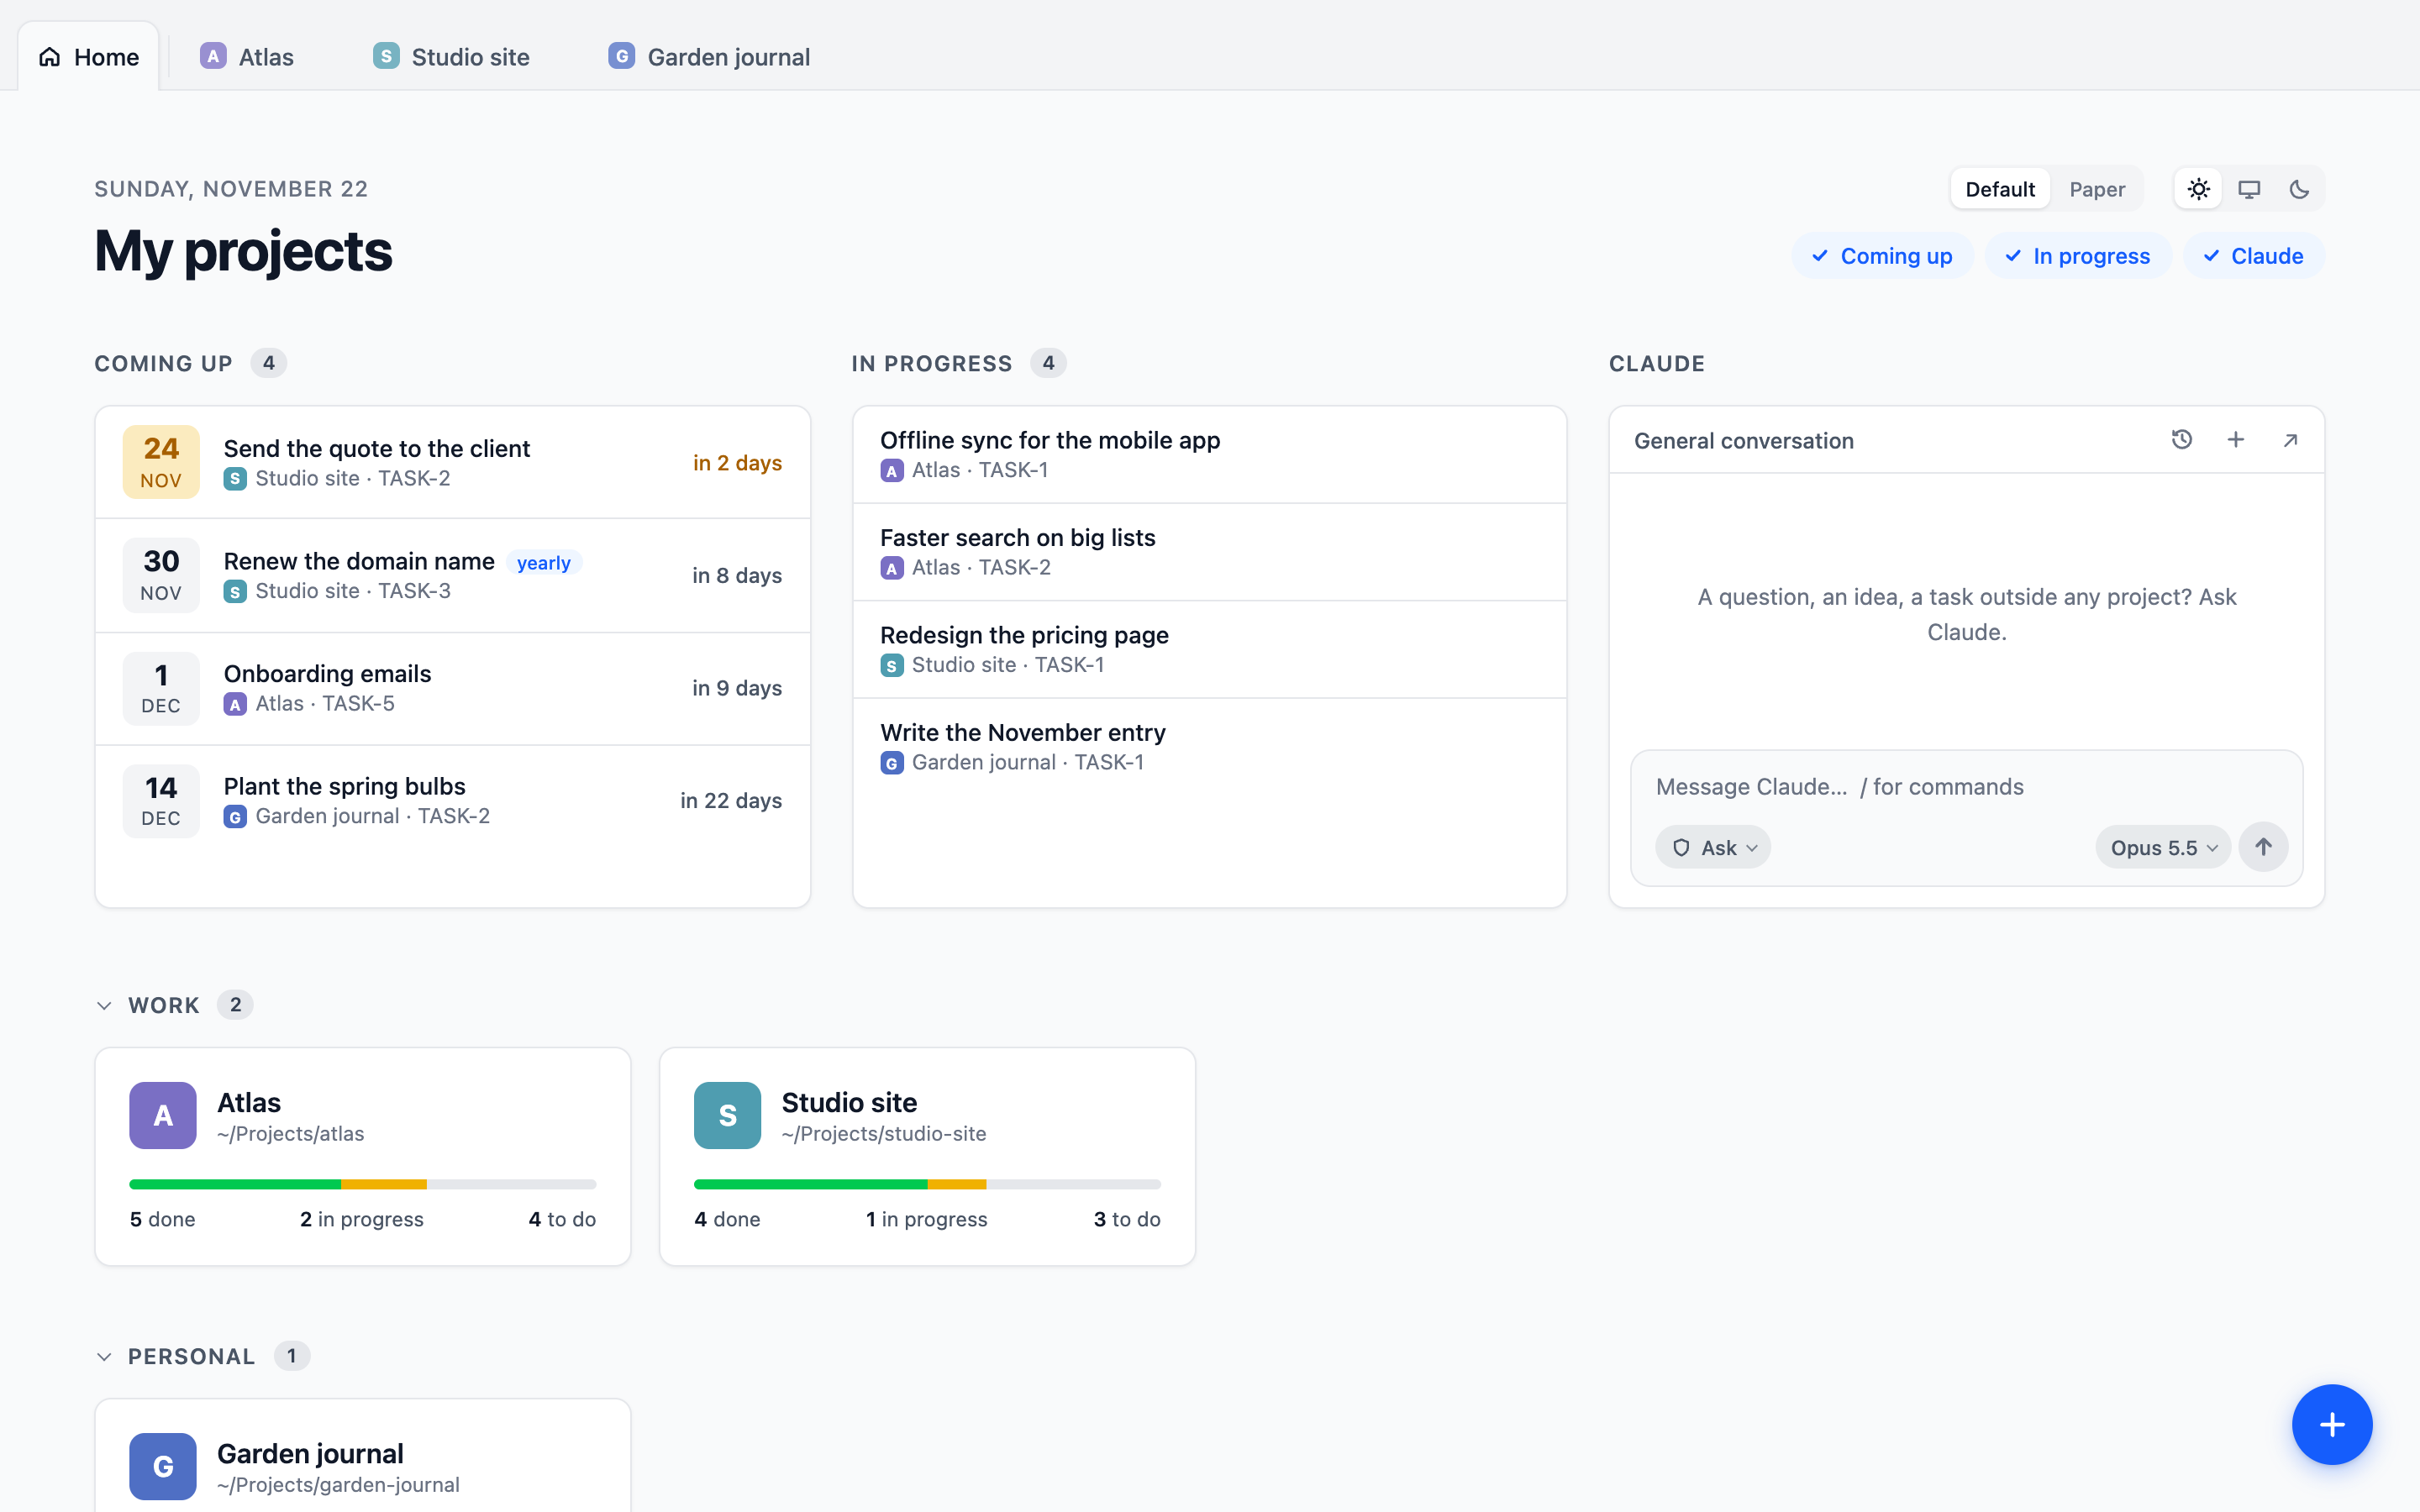 Home
A Atlas
S Studio site
G Garden journal
SUNDAY, NOVEMBER 22
Default
Paper
My projects
Coming up
In progress
Claude
COMING UP 4
24
NOV
Send the quote to the client
S Studio site · TASK-2
in 2 days
30
NOV
Renew the domain name yearly
S Studio site · TASK-3
in 8 days
1
DEC
Onboarding emails
A Atlas · TASK-5
in 9 days
14
DEC
Plant the spring bulbs
G Garden journal · TASK-2
in 22 days
IN PROGRESS 4
Offline sync for the mobile app
A Atlas · TASK-1
Faster search on big lists
A Atlas · TASK-2
Redesign the pricing page
S Studio site · TASK-1
Write the November entry
G Garden journal · TASK-1
CLAUDE
General conversation
A question, an idea, a task outside any project? Ask
Claude.
Message Claude... / for commands
Ask
Opus 5.5
WORK 2
A
Atlas
~/Projects/atlas
5 done
2 in progress
4 to do
S
Studio site
~/Projects/studio-site
4 done
1 in progress
3 to do
PERSONAL 1
G
Garden journal
~/Projects/garden-journal